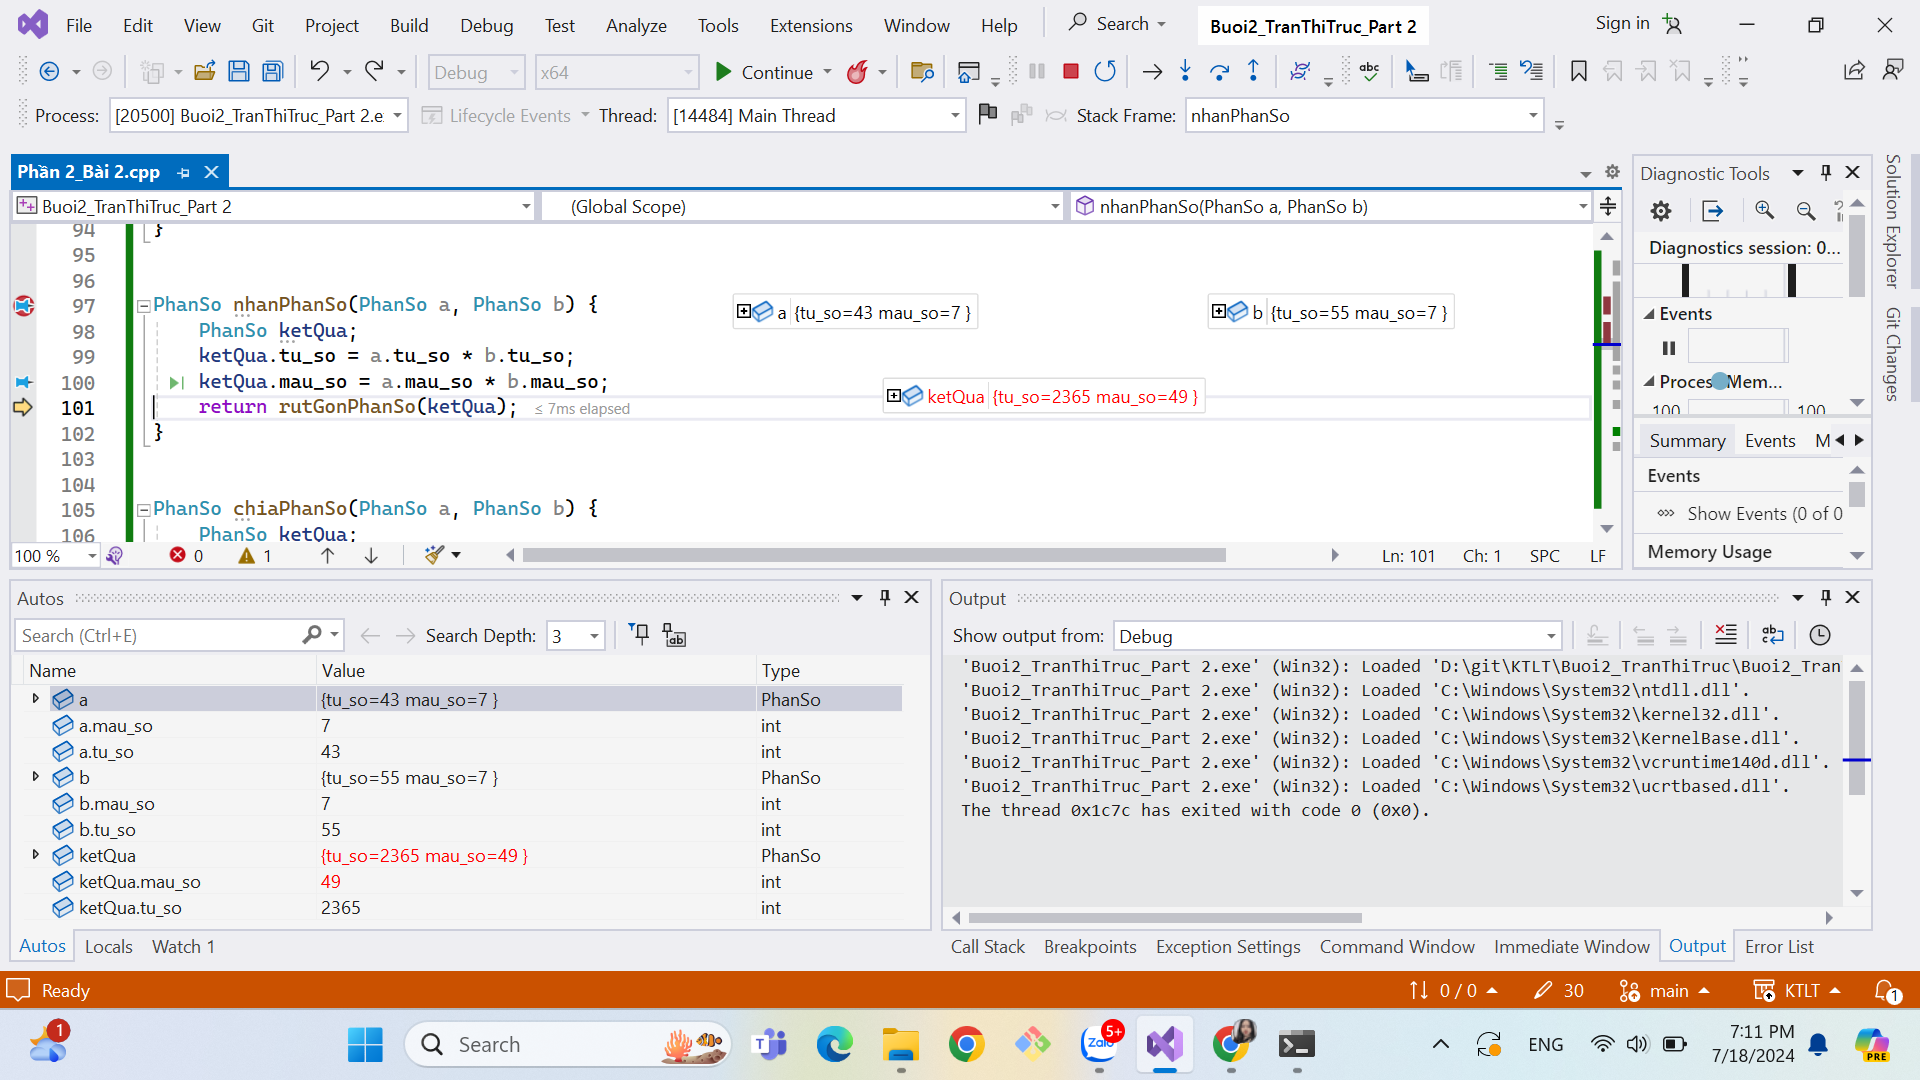 File Edit View Git Project Build Debug Test Analyze Tools Extensions Window Help Search Buoi2_TranThiTruc_Part 2 Sign in
Debug x64 Continue
Process: [20500] Buoi2_TranThiTruc_Part 2.e Lifecycle Events Thread: [14484] Main Thread Stack Frame: nhanPhanSo
Phần 2_Bài 2.cpp
Buoi2_TranThiTruc_Part 2 (Global Scope) nhanPhanSo(PhanSo a, PhanSo b)
94 }
95
96
97 PhanSo nhanPhanSo(PhanSo a, PhanSo b) {
a {tu_so=43 mau_so=7 }
b {tu_so=55 mau_so=7 }
98 PhanSo ketQua;
99 ketQua.tu_so = a.tu_so * b.tu_so;
100 ketQua.mau_so = a.mau_so * b.mau_so;
ketQua {tu_so=2365 mau_so=49 }
101 return rutGonPhanSo(ketQua); ≤ 7ms elapsed
102 }
103
104
105 PhanSo chiaPhanSo(PhanSo a, PhanSo b) {
106 PhanSo ketQua;
100 % 0 1 Ln: 101 Ch: 1 SPC LF
Diagnostic Tools
Diagnostics session: 0...
Events
Process Mem...
100 100
Summary Events M
Events
Show Events (0 of 0
Memory Usage
Solution Explorer
Git Changes
Autos
Search (Ctrl+E) Search Depth: 3
Name Value Type
a {tu_so=43 mau_so=7 } PhanSo
a.mau_so 7 int
a.tu_so 43 int
b {tu_so=55 mau_so=7 } PhanSo
b.mau_so 7 int
b.tu_so 55 int
ketQua {tu_so=2365 mau_so=49 } PhanSo
ketQua.mau_so 49 int
ketQua.tu_so 2365 int
Autos Locals Watch 1
Output
Show output from: Debug
'Buoi2_TranThiTruc_Part 2.exe' (Win32): Loaded 'D:\git\KTLT\Buoi2_TranThiTruc\Buoi2_Tran
'Buoi2_TranThiTruc_Part 2.exe' (Win32): Loaded 'C:\Windows\System32\ntdll.dll'.
'Buoi2_TranThiTruc_Part 2.exe' (Win32): Loaded 'C:\Windows\System32\kernel32.dll'.
'Buoi2_TranThiTruc_Part 2.exe' (Win32): Loaded 'C:\Windows\System32\KernelBase.dll'.
'Buoi2_TranThiTruc_Part 2.exe' (Win32): Loaded 'C:\Windows\System32\vcruntime140d.dll'.
'Buoi2_TranThiTruc_Part 2.exe' (Win32): Loaded 'C:\Windows\System32\ucrtbased.dll'.
The thread 0x1c7c has exited with code 0 (0x0).
Call Stack Breakpoints Exception Settings Command Window Immediate Window Output Error List
Ready 0 / 0 30 main KTLT 1
1 Search 5+ Zalo ENG 7:11 PM
7/18/2024
PRE